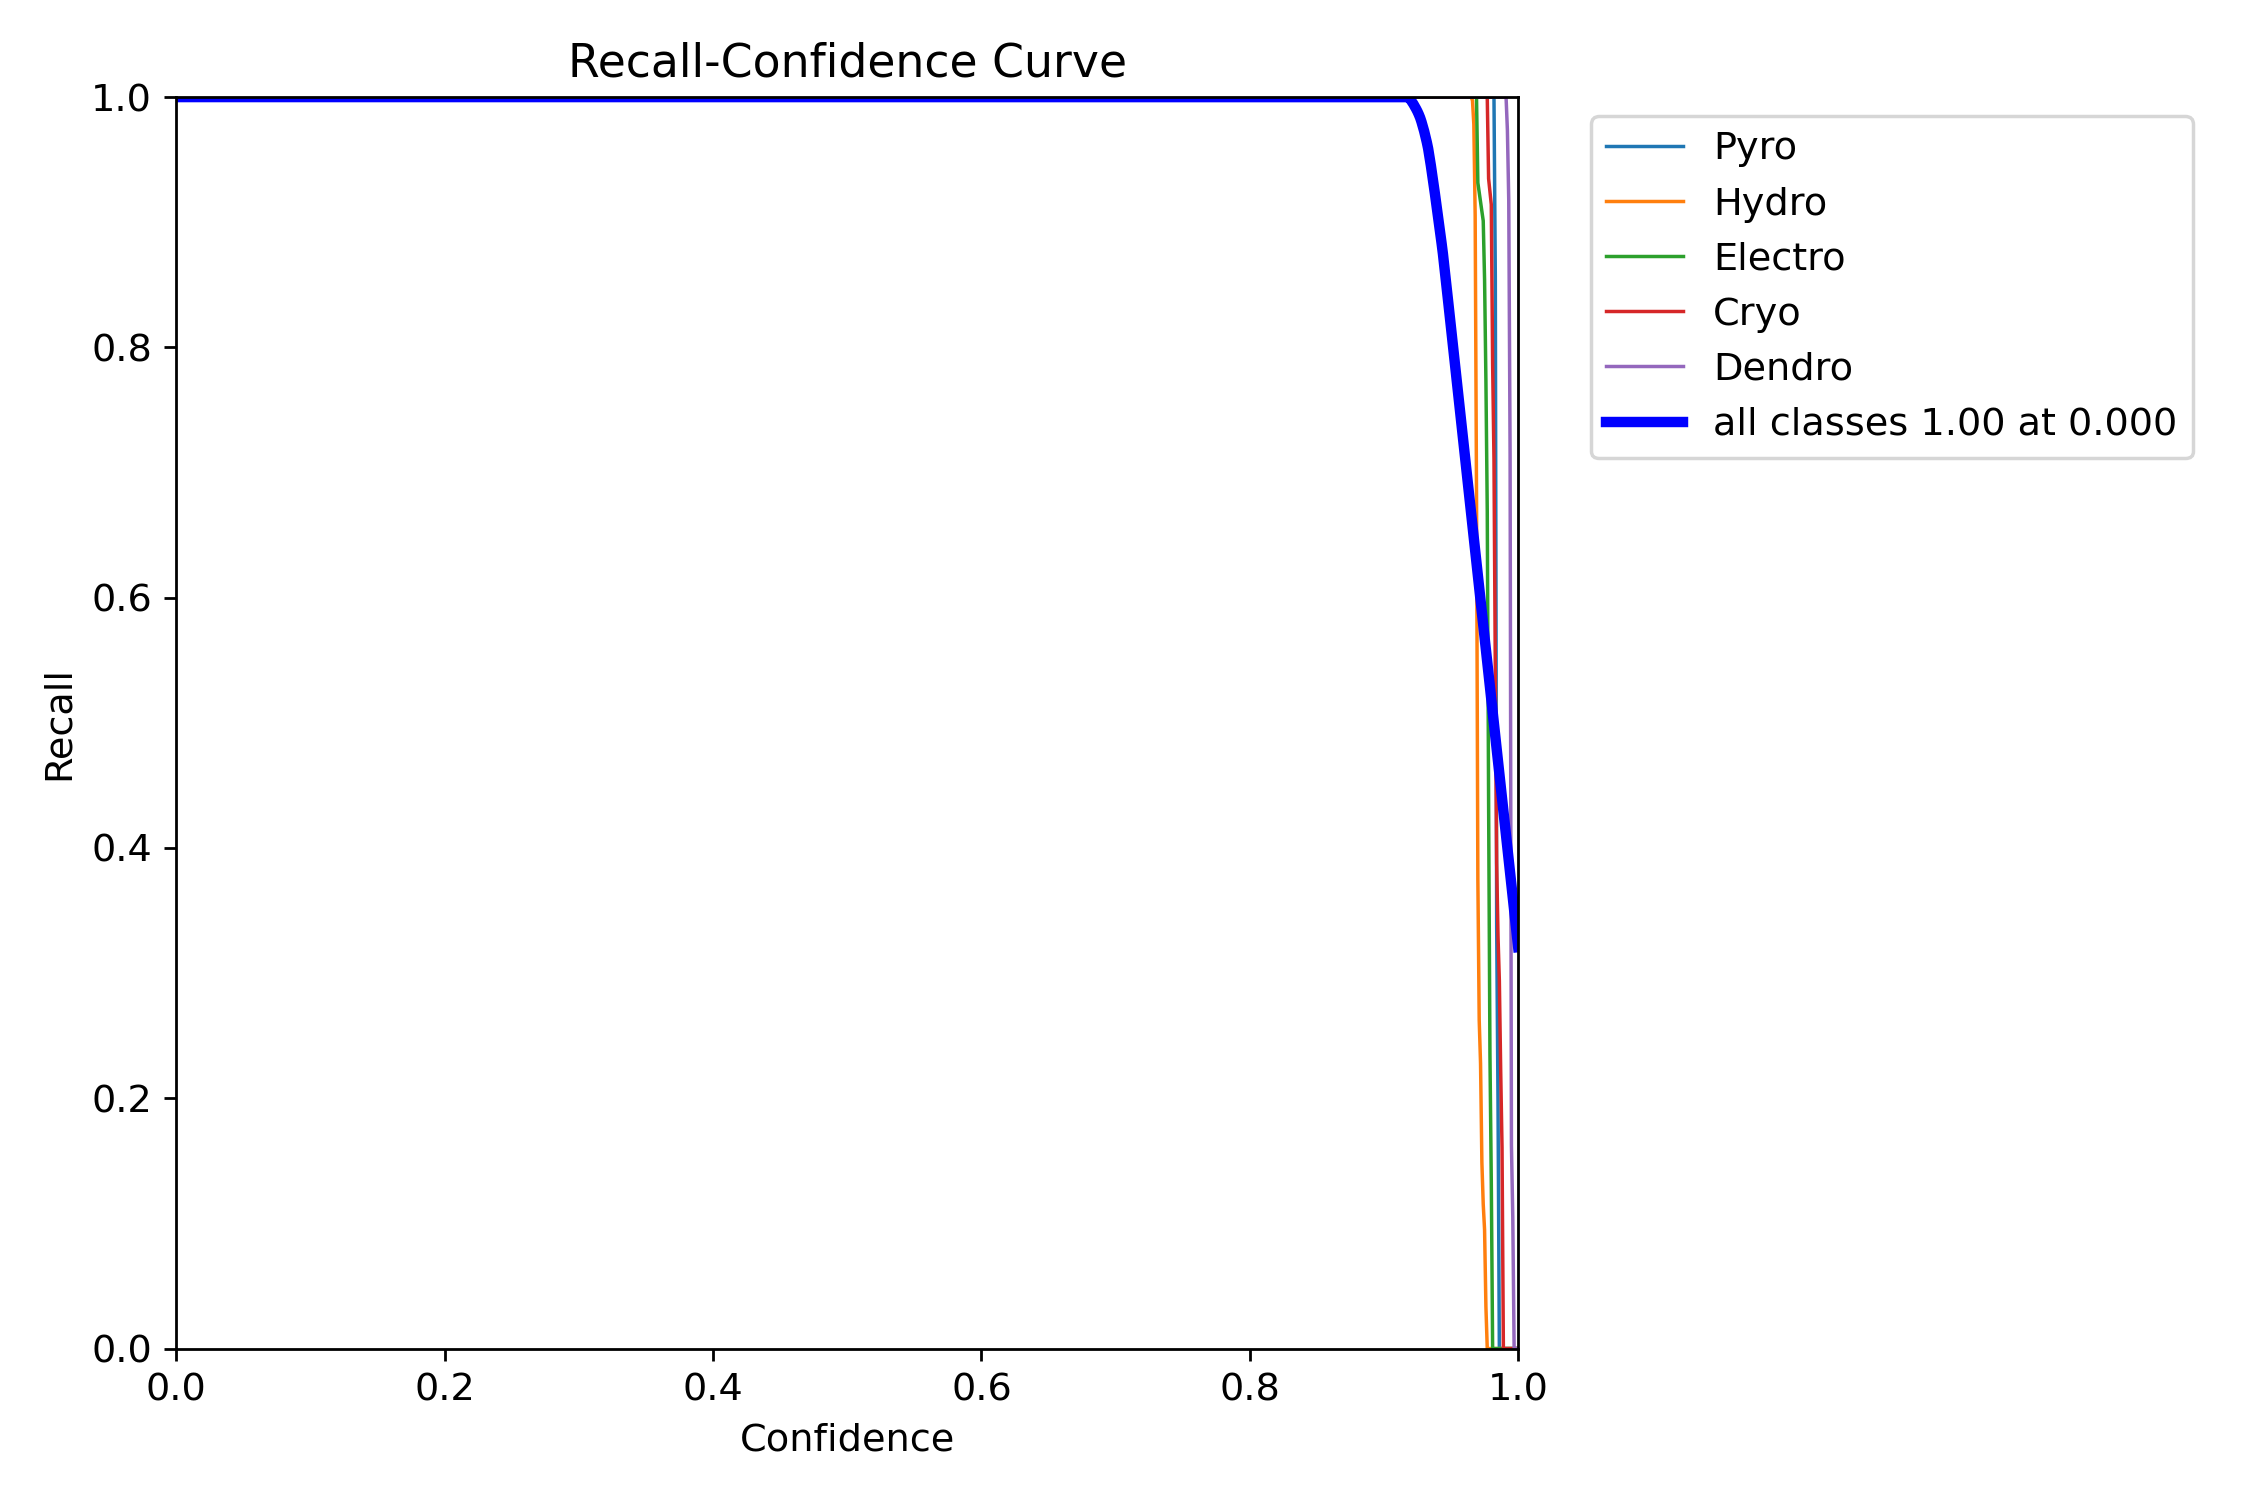 Recall-Confidence Curve
1.0
0.8
0.6
0.4
0.2
0.0
Recall
0.0 0.2 0.4 0.6 0.8 1.0
Confidence
Pyro
Hydro
Electro
Cryo
Dendro
all classes 1.00 at 0.000